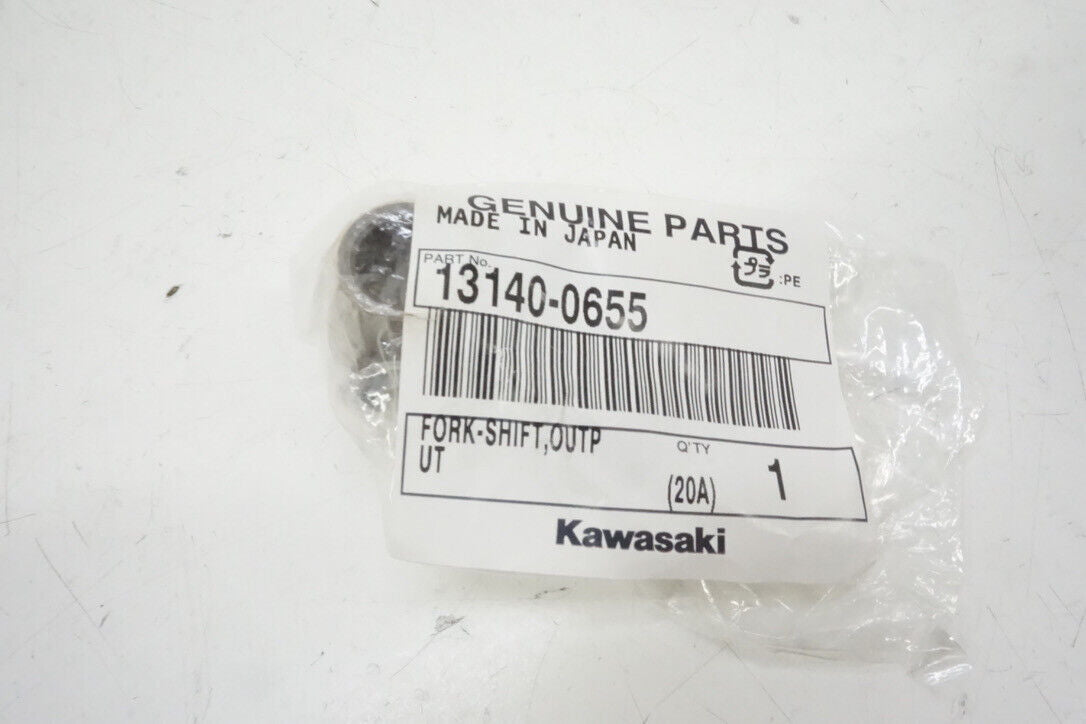 GENUINE PARTS
MADE IN JAPAN
プラ :PE
PART No.
13140-0655
FORK-SHIFT,OUTP
UT
Q'TY
(20A) 1
Kawasaki